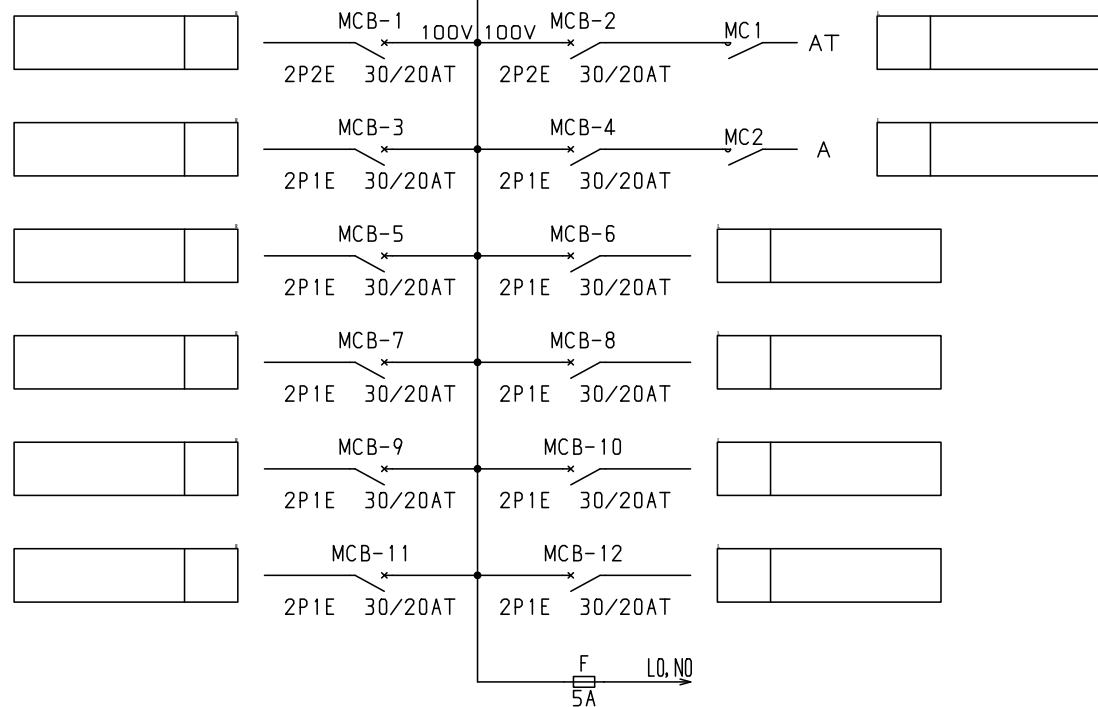 MCB-1 100V 100V MCB-2 MC1 AT
2P2E 30/20AT 2P2E 30/20AT
MCB-3 MCB-4 MC2 A
2P1E 30/20AT 2P1E 30/20AT
MCB-5 MCB-6
2P1E 30/20AT 2P1E 30/20AT
MCB-7 MCB-8
2P1E 30/20AT 2P1E 30/20AT
MCB-9 MCB-10
2P1E 30/20AT 2P1E 30/20AT
MCB-11 MCB-12
2P1E 30/20AT 2P1E 30/20AT
F L0,N0
5A